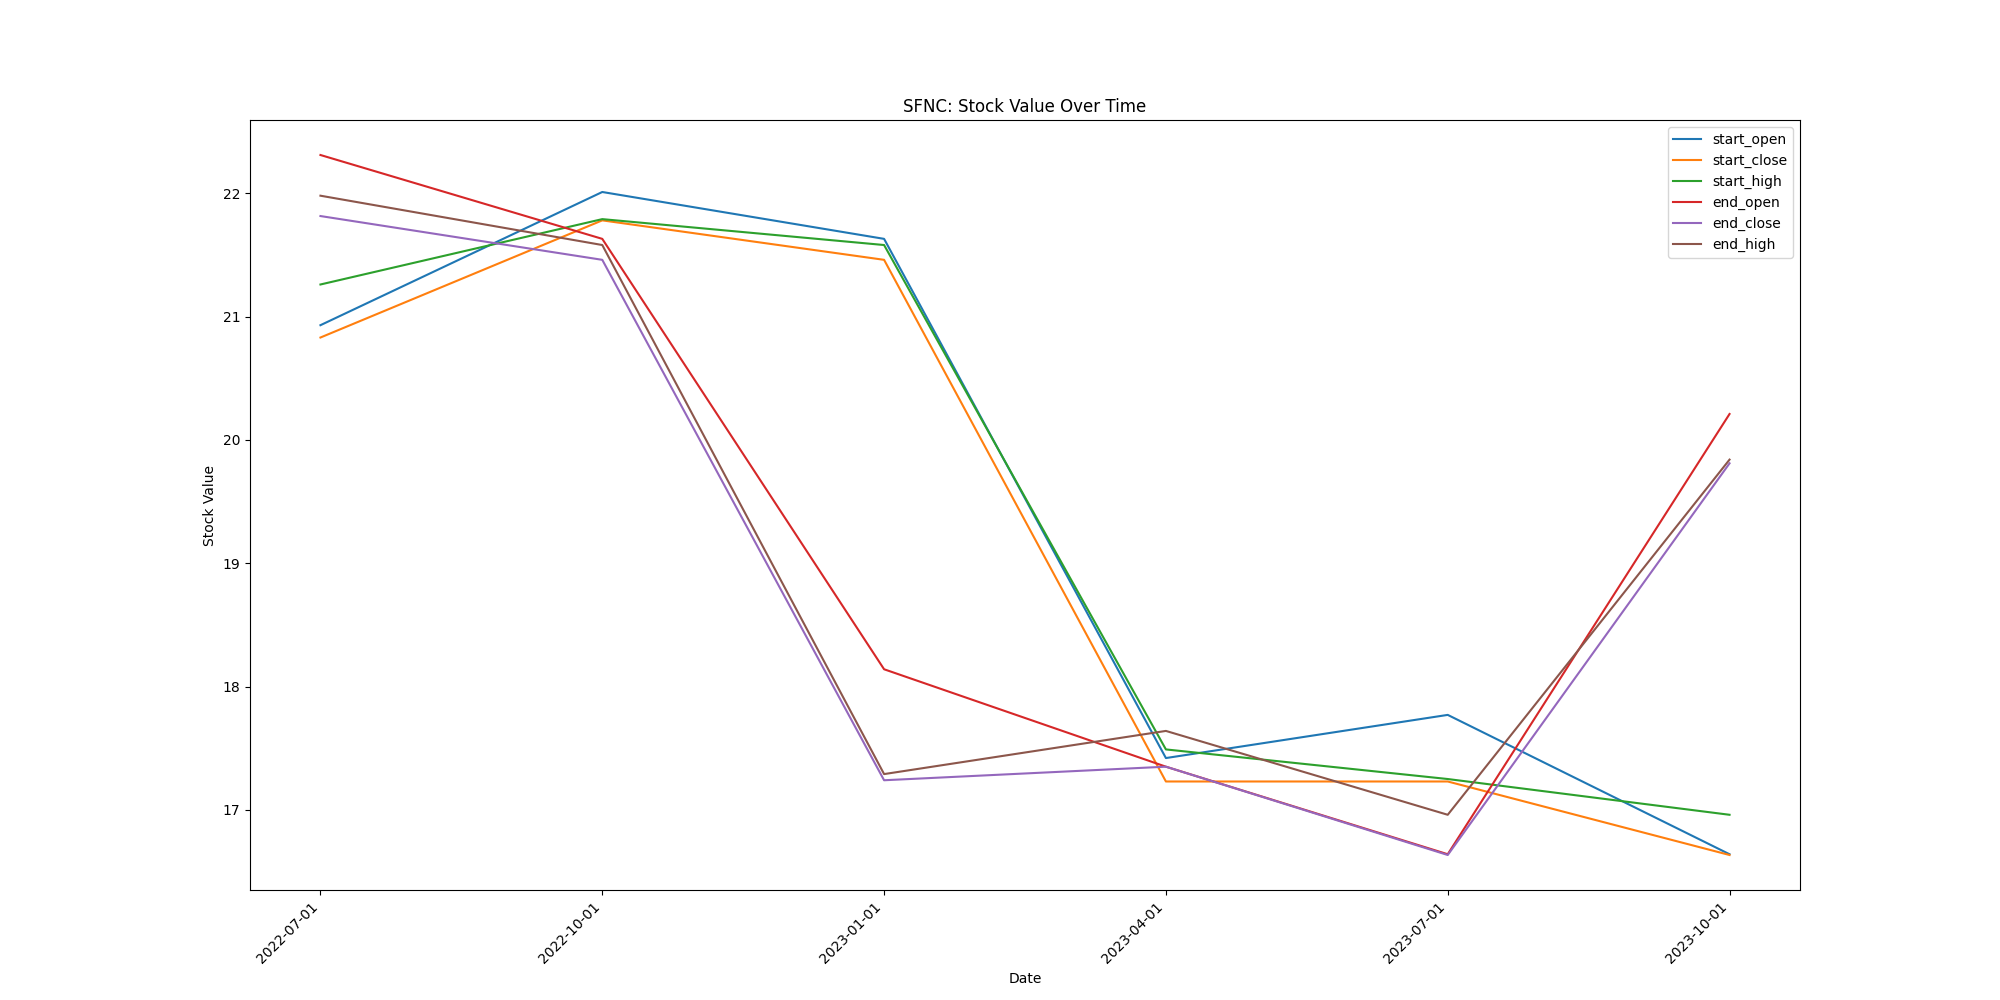 SFNC: Stock Value Over Time
start_open
start_close
start_high
end_open
end_close
end_high
Stock Value
22
21
20
19
18
17
2022-07-01
2022-10-01
2023-01-01
2023-04-01
2023-07-01
2023-10-01
Date